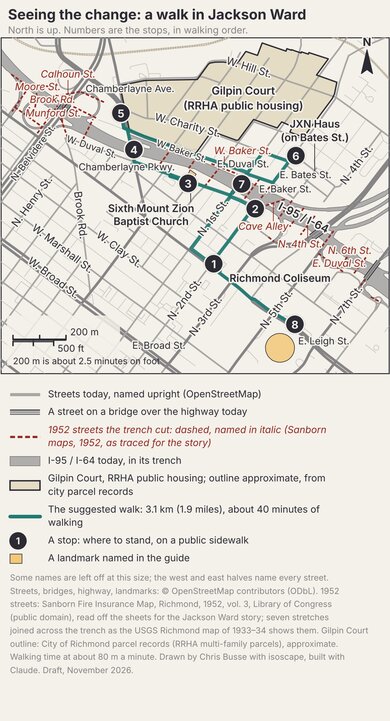 Seeing the change: a walk in Jackson Ward
North is up. Numbers are the stops, in walking order.
N
W. Hill St.
Calhoun St.
Moore St.
Chamberlayne Ave.
Brook Rd.
Munford St.
Gilpin Court
(RRHA public housing)
5
W. Charity St.
JXN Haus
(on Bates St.)
N. Belvidere St.
W. Duval St.
4
W. Baker St.
W. Baker St.
6
N. 4th St.
Chamberlayne Pkwy.
E. Duval St.
E. Bates St.
3
7
E. Baker St.
N. Henry St.
Brook Rd.
Sixth Mount Zion
Baptist Church
2
I-95 / I-64
N. 1st St.
Cave Alley
N. 4th St.
W. Marshall St.
W. Clay St.
N. 6th St.
E. Duval St.
1
W. Broad St.
Richmond Coliseum
N. 2nd St.
N. 3rd St.
N. 5th St.
N. 7th St.
8
200 m
500 ft
200 m is about 2.5 minutes on foot
E. Broad St.
E. Leigh St.
Streets today, named upright (OpenStreetMap)
A street on a bridge over the highway today
1952 streets the trench cut: dashed, named in italic (Sanborn
maps, 1952, as traced for the story)
I-95 / I-64 today, in its trench
Gilpin Court, RRHA public housing; outline approximate, from
city parcel records
The suggested walk: 3.1 km (1.9 miles), about 40 minutes of
walking
1
A stop: where to stand, on a public sidewalk
A landmark named in the guide
Some names are left off at this size; the west and east halves name every street.
Streets, bridges, highway, landmarks: © OpenStreetMap contributors (ODbL). 1952
streets: Sanborn Fire Insurance Map, Richmond, 1952, vol. 3, Library of Congress
(public domain), read off the sheets for the Jackson Ward story; seven stretches
joined across the trench as the USGS Richmond map of 1933–34 shows them. Gilpin Court
outline: City of Richmond parcel records (RRHA multi-family parcels), approximate.
Walking time at about 80 m a minute. Drawn by Chris Busse with isoscape, built with
Claude. Draft, November 2026.